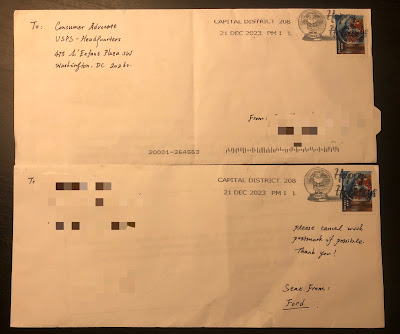 To: Consumer Advocate
USPS - Headquarters
475 L'Enfant Plaza SW
Washington, DC 20260
CAPITAL DISTRICT 208
21 DEC 2023 PM 1 L
From:
20001-264563
To
CAPITAL DISTRICT 208
21 DEC 2023 PM 1 L
Please cancel with
postmark if possible.
Thank you!
Sent From:
Ford